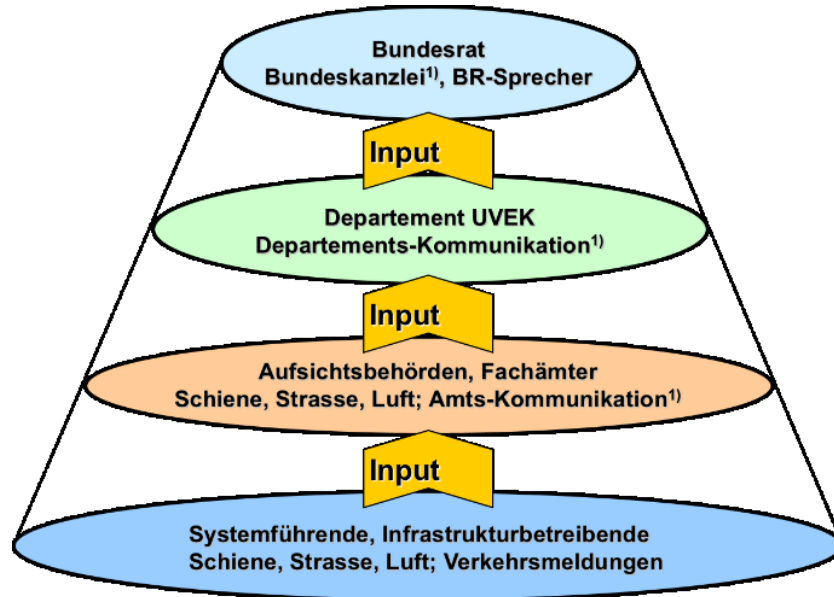 Bundesrat
Bundeskanzlei¹⁾, BR-Sprecher
Input
Departement UVEK
Departements-Kommunikation¹⁾
Input
Aufsichtsbehörden, Fachämter
Schiene, Strasse, Luft; Amts-Kommunikation¹⁾
Input
Systemführende, Infrastrukturbetreibende
Schiene, Strasse, Luft; Verkehrsmeldungen